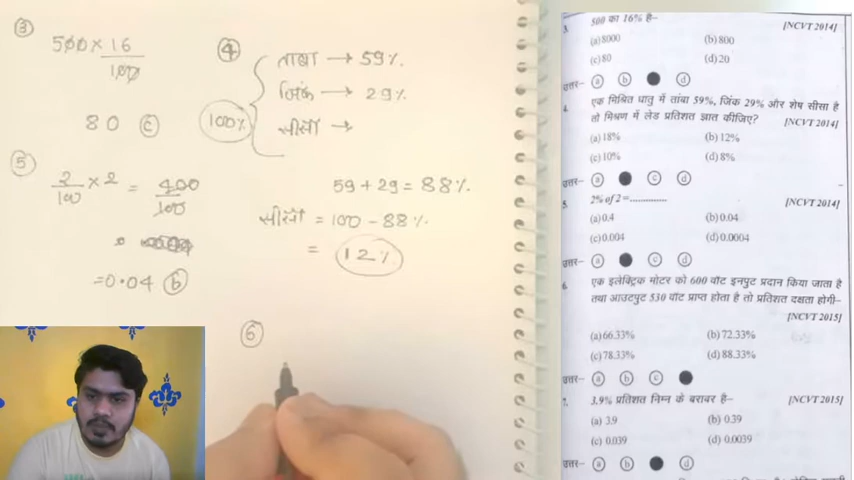 ③
500 × 16
100
80 ⓒ
④
ताम्बा → 59%.
जिंक → 29%.
100%
सीसॉ →
59 + 29 = 88%.
सीसॉ = 100 - 88%.
= 12%
⑤
2/100 × 2 = 400/100
=0.04 ⓑ
⑥
3. 500 का 16% है-
[NCVT 2014]
(a) 8000 (b) 800
(c) 80 (d) 20
उत्तर- ⓐ ⓑ ⓓ
4. एक मिश्रित धातु में तांबा 59%, जिंक 29% और शेष सीसा है
तो मिश्रण में लेड प्रतिशत ज्ञात कीजिए? [NCVT 2014]
(a) 18% (b) 12%
(c) 10% (d) 8%
उत्तर- ⓐ ⓒ ⓓ
5. 2% of 2 = .............. [NCVT 2014]
(a) 0.4 (b) 0.04
(c) 0.004 (d) 0.0004
उत्तर- ⓐ ⓒ ⓓ
6. एक इलेक्ट्रिक मोटर को 600 वॉट इनपुट प्रदान किया जाता है
तथा आउटपुट 530 वॉट प्राप्त होता है तो प्रतिशत दक्षता होगी-
[NCVT 2015]
(a) 66.33% (b) 72.33%
(c) 78.33% (d) 88.33%
उत्तर- ⓐ ⓑ ⓒ
7. 3.9% प्रतिशत निम्न के बराबर है- [NCVT 2015]
(a) 3.9 (b) 0.39
(c) 0.039 (d) 0.0039
उत्तर- ⓐ ⓑ ⓓ